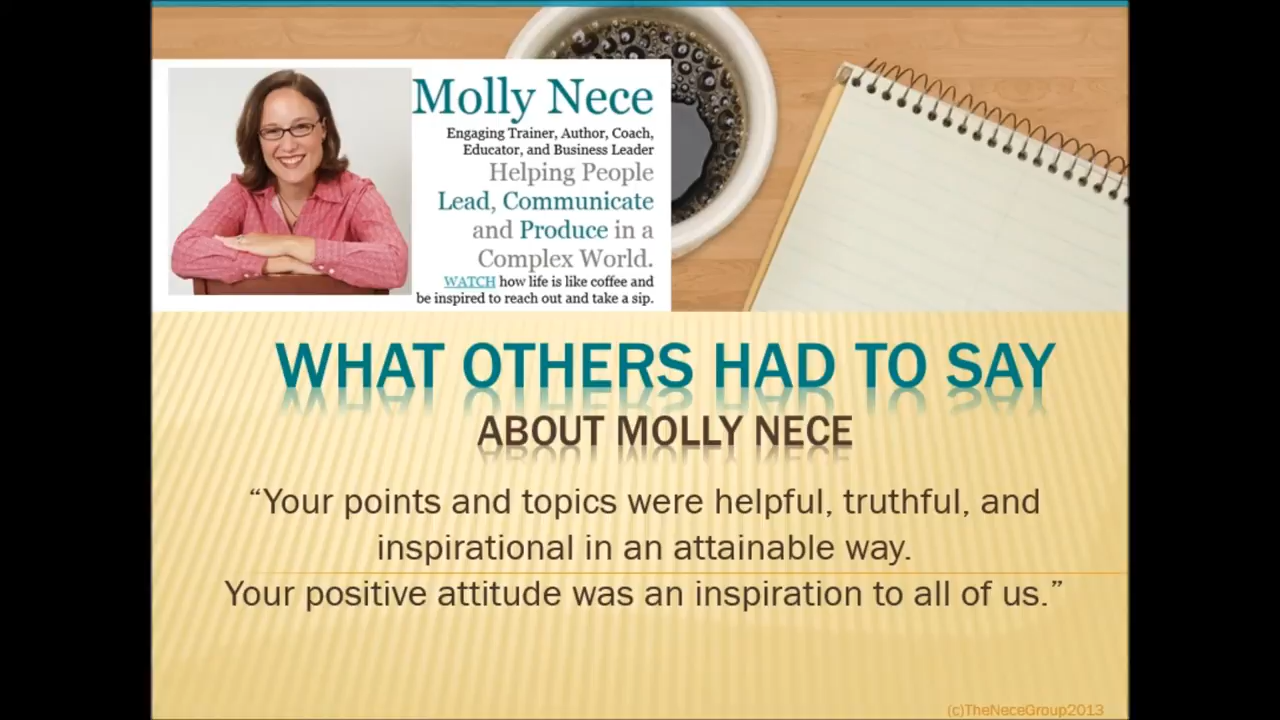 Molly Nece
Engaging Trainer, Author, Coach,
Educator, and Business Leader
Helping People
Lead, Communicate
and Produce in a
Complex World.
WATCH how life is like coffee and
be inspired to reach out and take a sip.
WHAT OTHERS HAD TO SAY
ABOUT MOLLY NECE
“Your points and topics were helpful, truthful, and
inspirational in an attainable way.
Your positive attitude was an inspiration to all of us.”
(c)TheNeceGroup2013